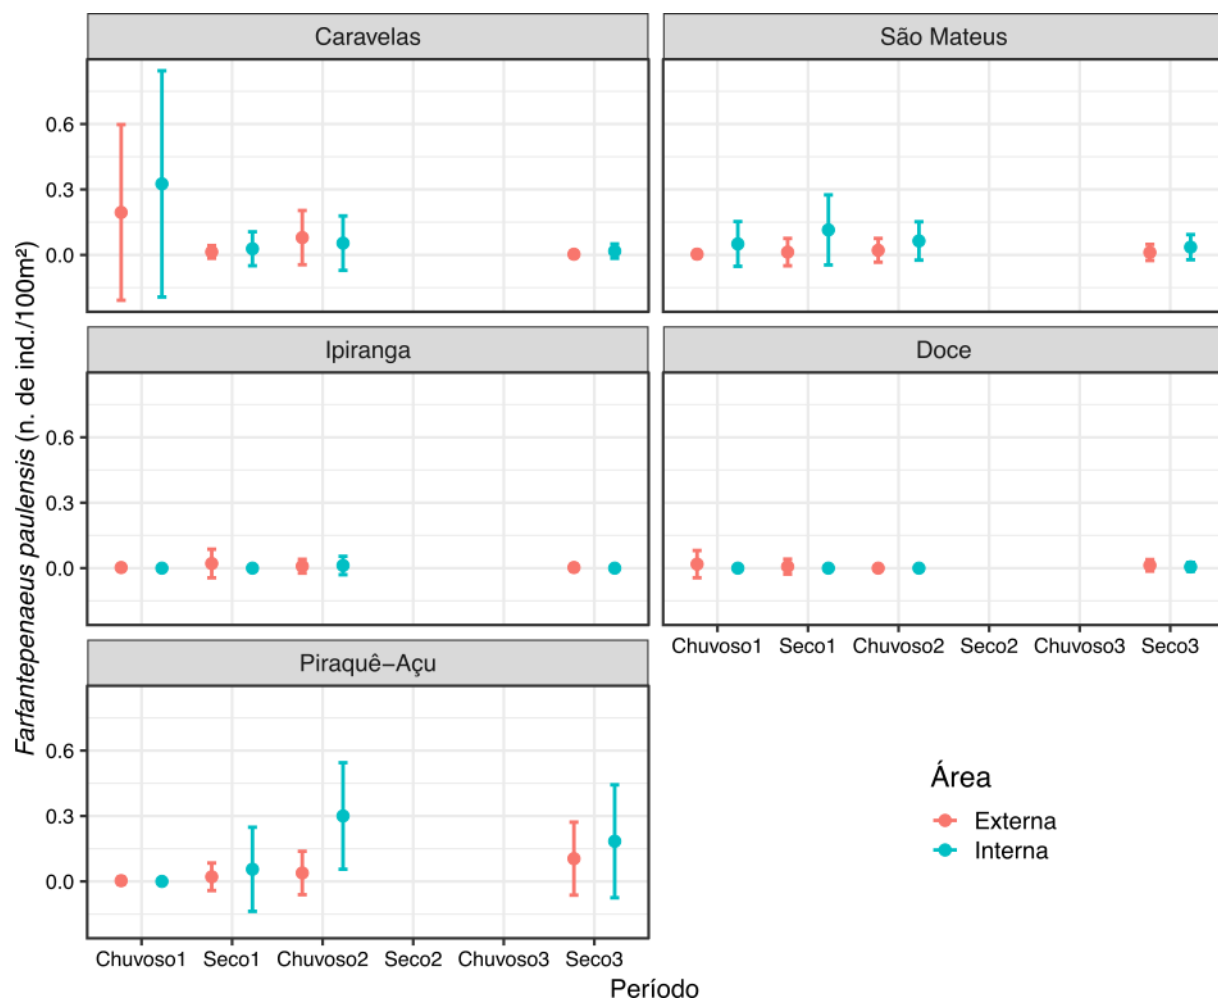 Caravelas
São Mateus
0.6
0.3
0.0
Ipiranga
Doce
0.6
0.3
0.0
Chuvoso1 Seco1 Chuvoso2 Seco2 Chuvoso3 Seco3
Piraquê−Açu
0.6
0.3
0.0
Chuvoso1 Seco1 Chuvoso2 Seco2 Chuvoso3 Seco3
Período
Farfantepenaeus paulensis (n. de ind./100m²)
Área
Externa
Interna